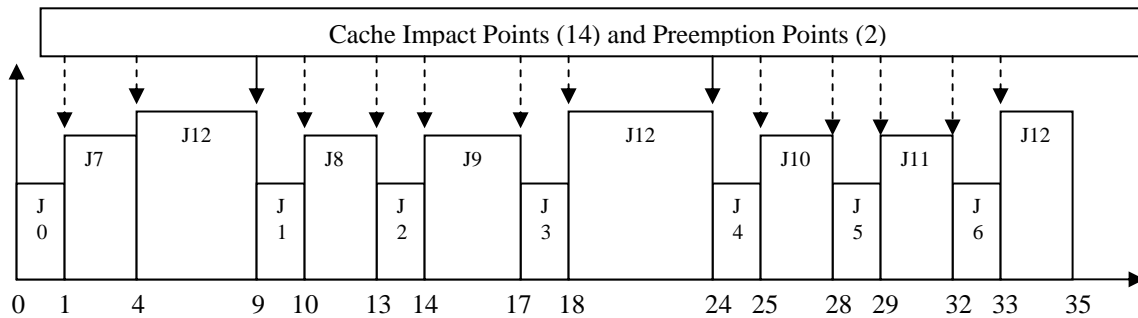 Cache Impact Points (14) and Preemption Points (2)
J12
J12
J7
J8
J9
J10
J11
J12
J
0
J
1
J
2
J
3
J
4
J
5
J
6
0 1 4 9 10 13 14 17 18 24 25 28 29 32 33 35